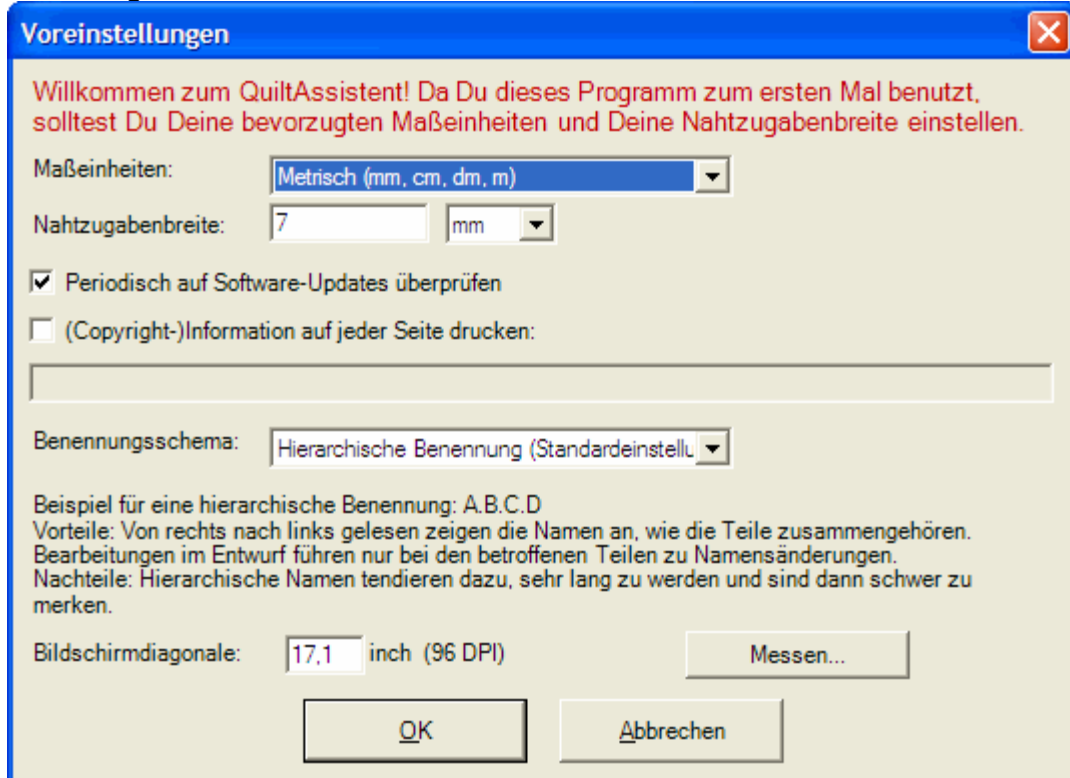 Voreinstellungen
Willkommen zum QuiltAssistent! Da Du dieses Programm zum ersten Mal benutzt,
solltest Du Deine bevorzugten Maßeinheiten und Deine Nahtzugabenbreite einstellen.
Maßeinheiten: Metrisch (mm, cm, dm, m)
Nahtzugabenbreite: 7 mm
Periodisch auf Software-Updates überprüfen
(Copyright-)Information auf jeder Seite drucken:
Benennungsschema: Hierarchische Benennung (Standardeinstellu
Beispiel für eine hierarchische Benennung: A.B.C.D
Vorteile: Von rechts nach links gelesen zeigen die Namen an, wie die Teile zusammengehören.
Bearbeitungen im Entwurf führen nur bei den betroffenen Teilen zu Namensänderungen.
Nachteile: Hierarchische Namen tendieren dazu, sehr lang zu werden und sind dann schwer zu
merken.
Bildschirmdiagonale: 17,1 inch (96 DPI) Messen...
OK Abbrechen